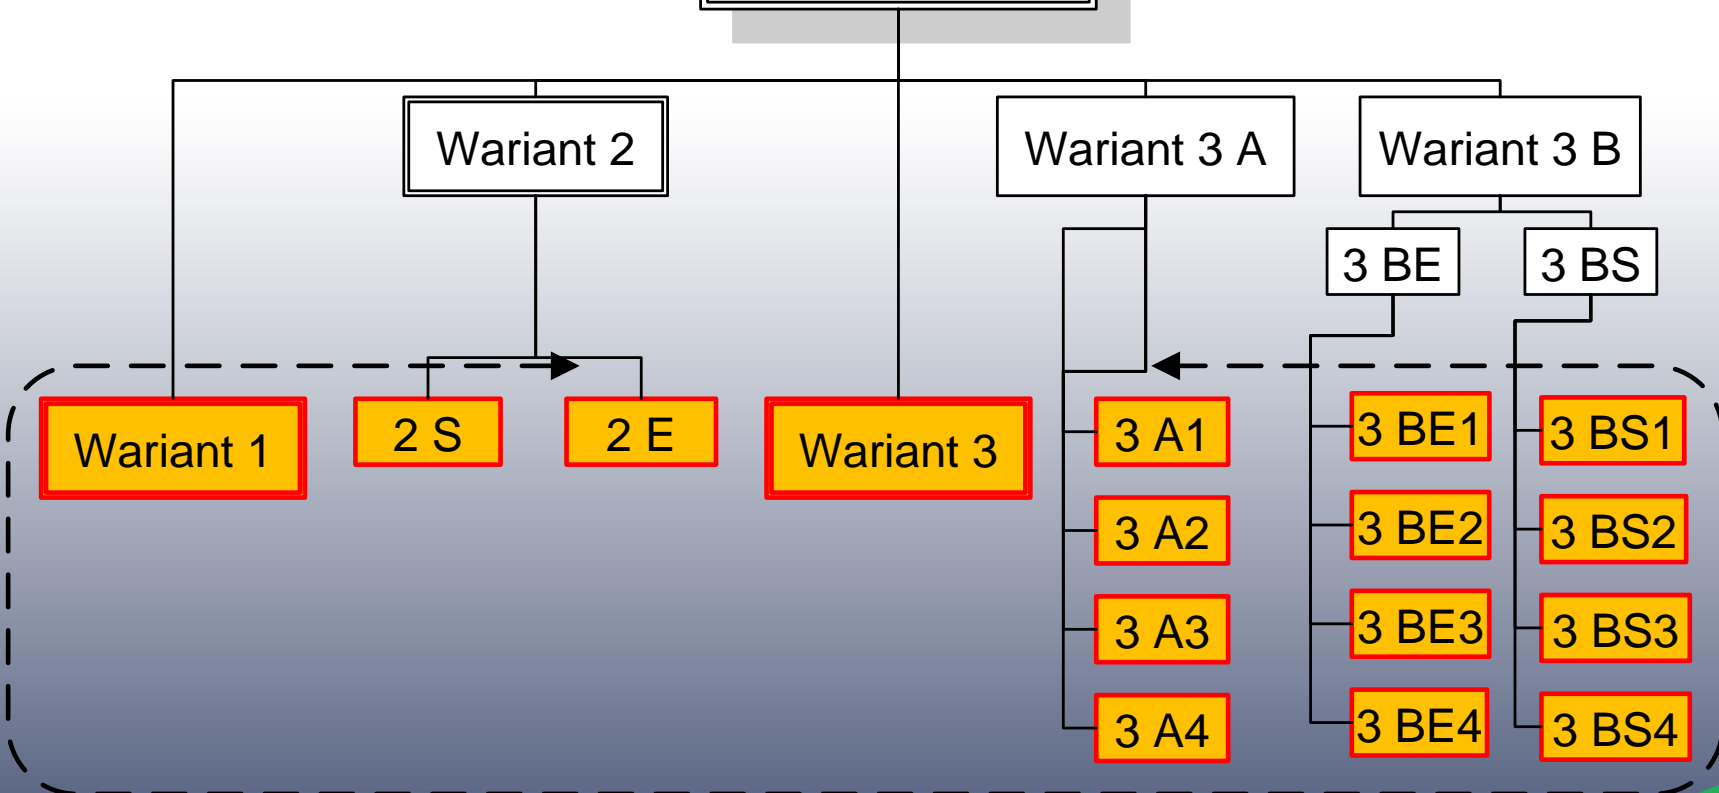 Wariant 2
Wariant 3 A
Wariant 3 B
3 BE
3 BS
Wariant 1
2 S
2 E
Wariant 3
3 A1
3 BE1
3 BS1
3 A2
3 BE2
3 BS2
3 A3
3 BE3
3 BS3
3 A4
3 BE4
3 BS4